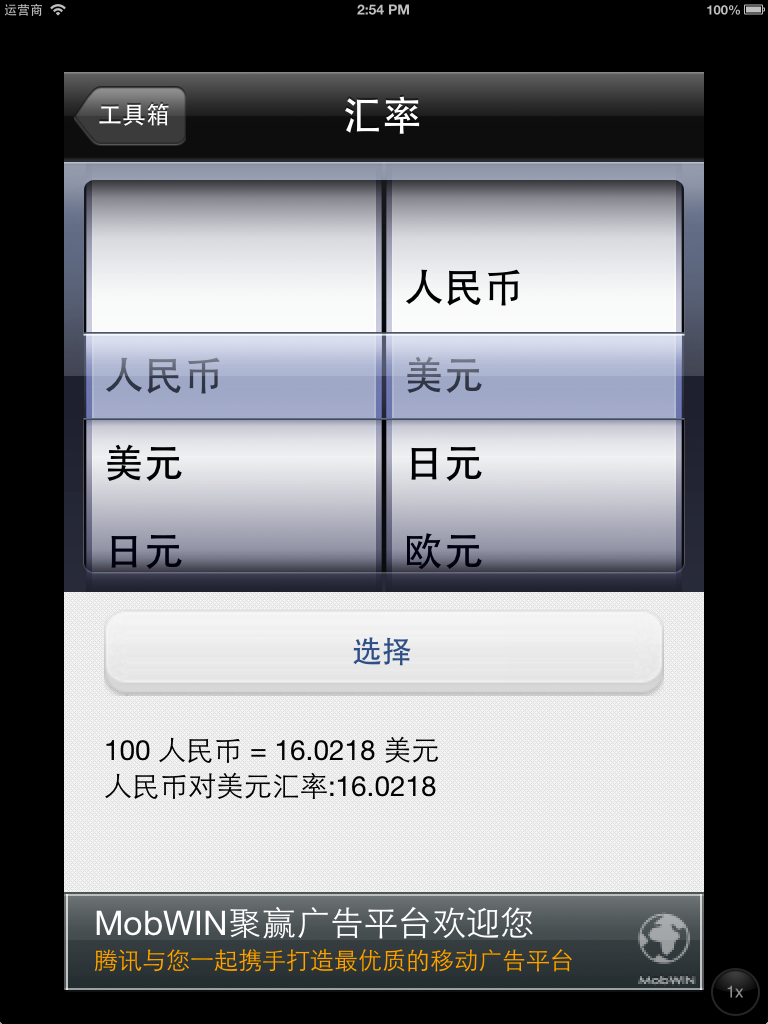 运营商 2:54 PM 100%
工具箱 汇率
人民币
人民币 美元
美元 日元
日元 欧元
选择
100 人民币 = 16.0218 美元
人民币对美元汇率:16.0218
MobWIN聚赢广告平台欢迎您
腾讯与您一起携手打造最优质的移动广告平台
MobWIN
1x